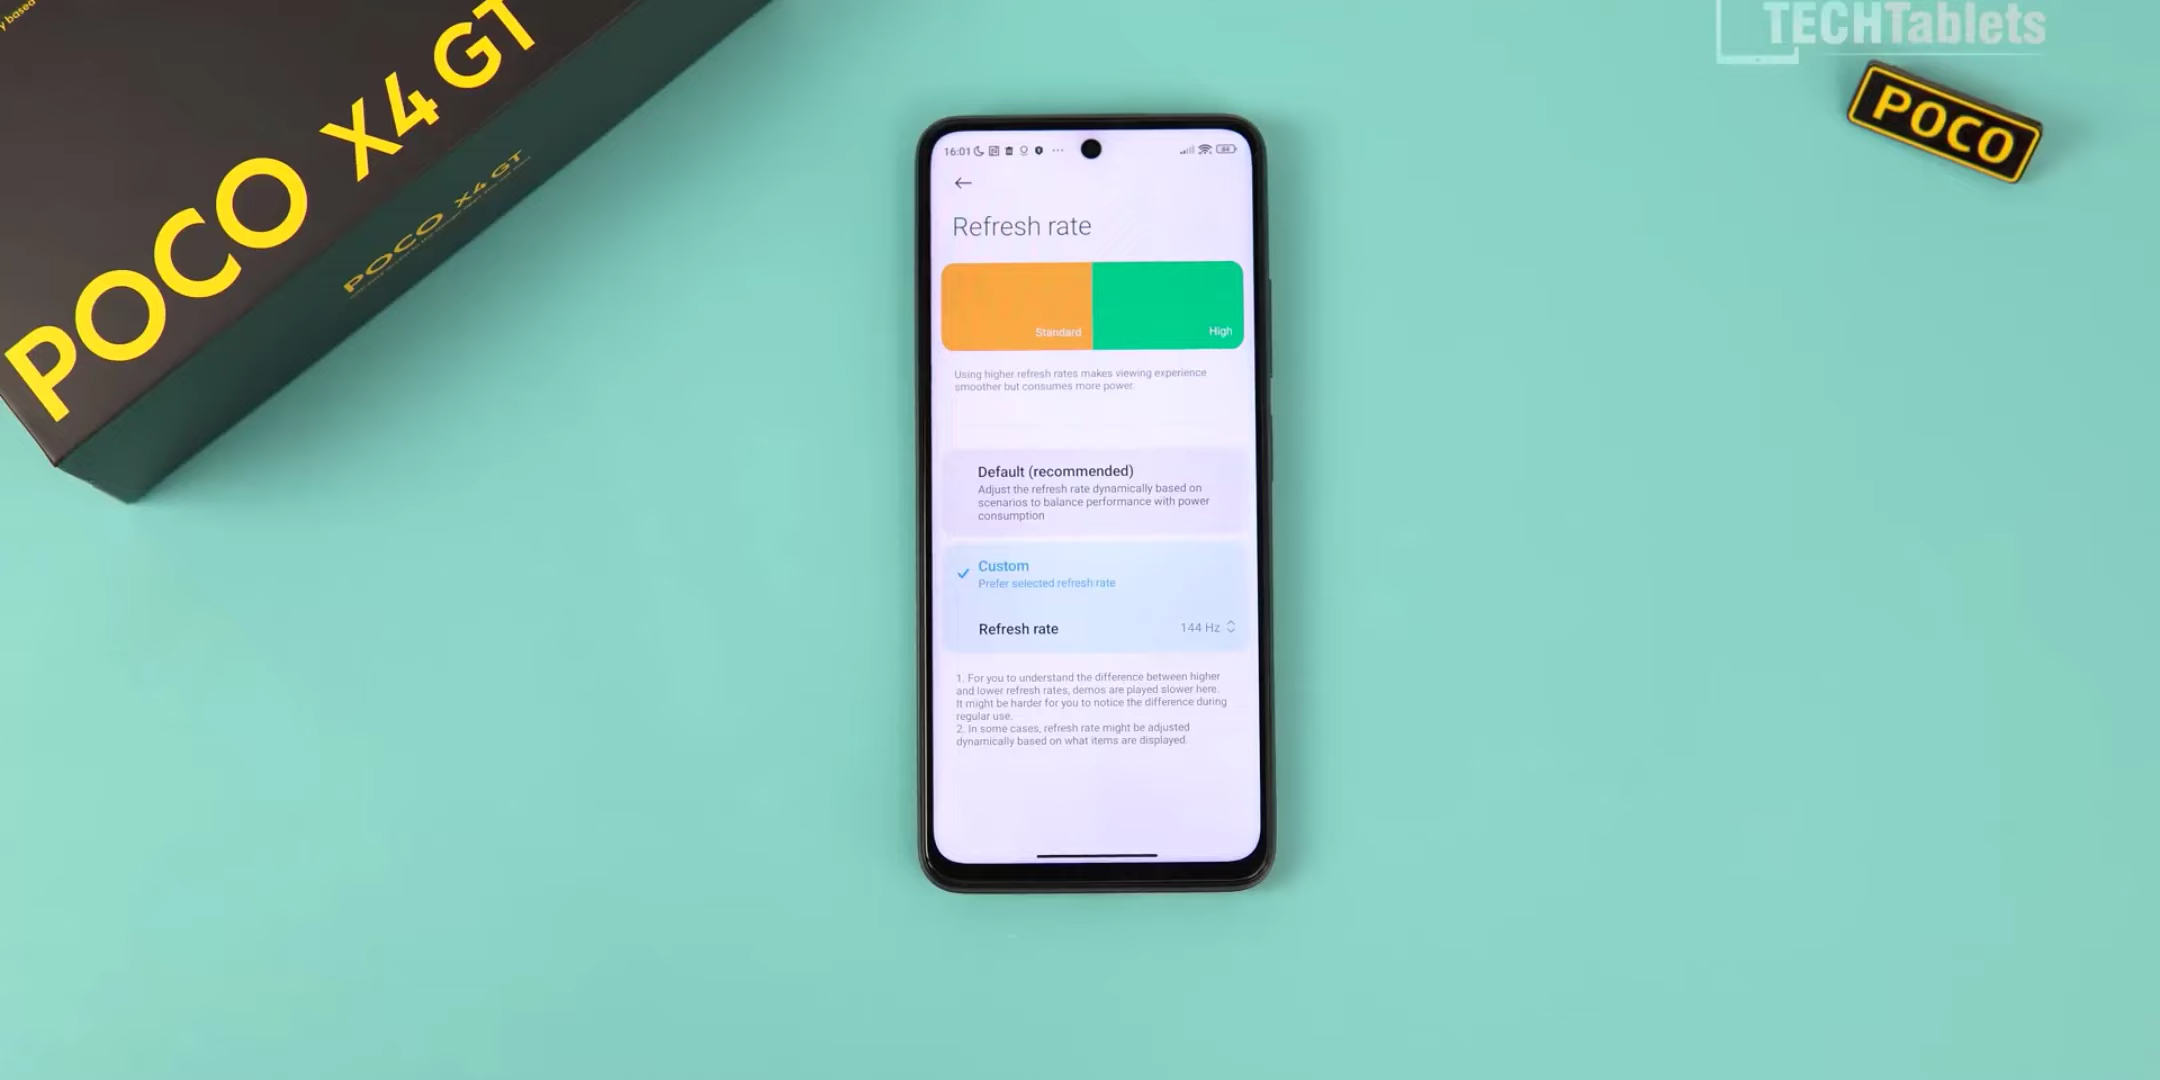 POCO X4 GT
POCO X4 GT
TECHTablets
POCO
16:01
84
Refresh rate
Standard
High
Using higher refresh rates makes viewing experience
smoother but consumes more power.
Default (recommended)
Adjust the refresh rate dynamically based on
scenarios to balance performance with power
consumption
Custom
Prefer selected refresh rate
Refresh rate
144 Hz
1. For you to understand the difference between higher
and lower refresh rates, demos are played slower here.
It might be harder for you to notice the difference during
regular use.
2. In some cases, refresh rate might be adjusted
dynamically based on what items are displayed.